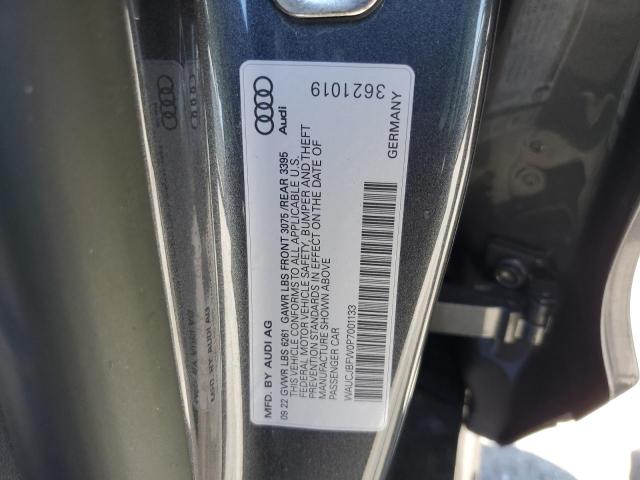 MFD. BY AUDI AG
Audi
09.22 GVWR LBS 6261 GAWR LBS FRONT 3075 /REAR 3395
THIS VEHICLE CONFORMS TO ALL APPLICABLE U.S.
FEDERAL MOTOR VEHICLE SAFETY, BUMPER AND THEFT
PREVENTION STANDARDS IN EFFECT ON THE DATE OF
MANUFACTURE SHOWN ABOVE
PASSENGER CAR
WAUCJBFW0P7001133
3621019
GERMANY